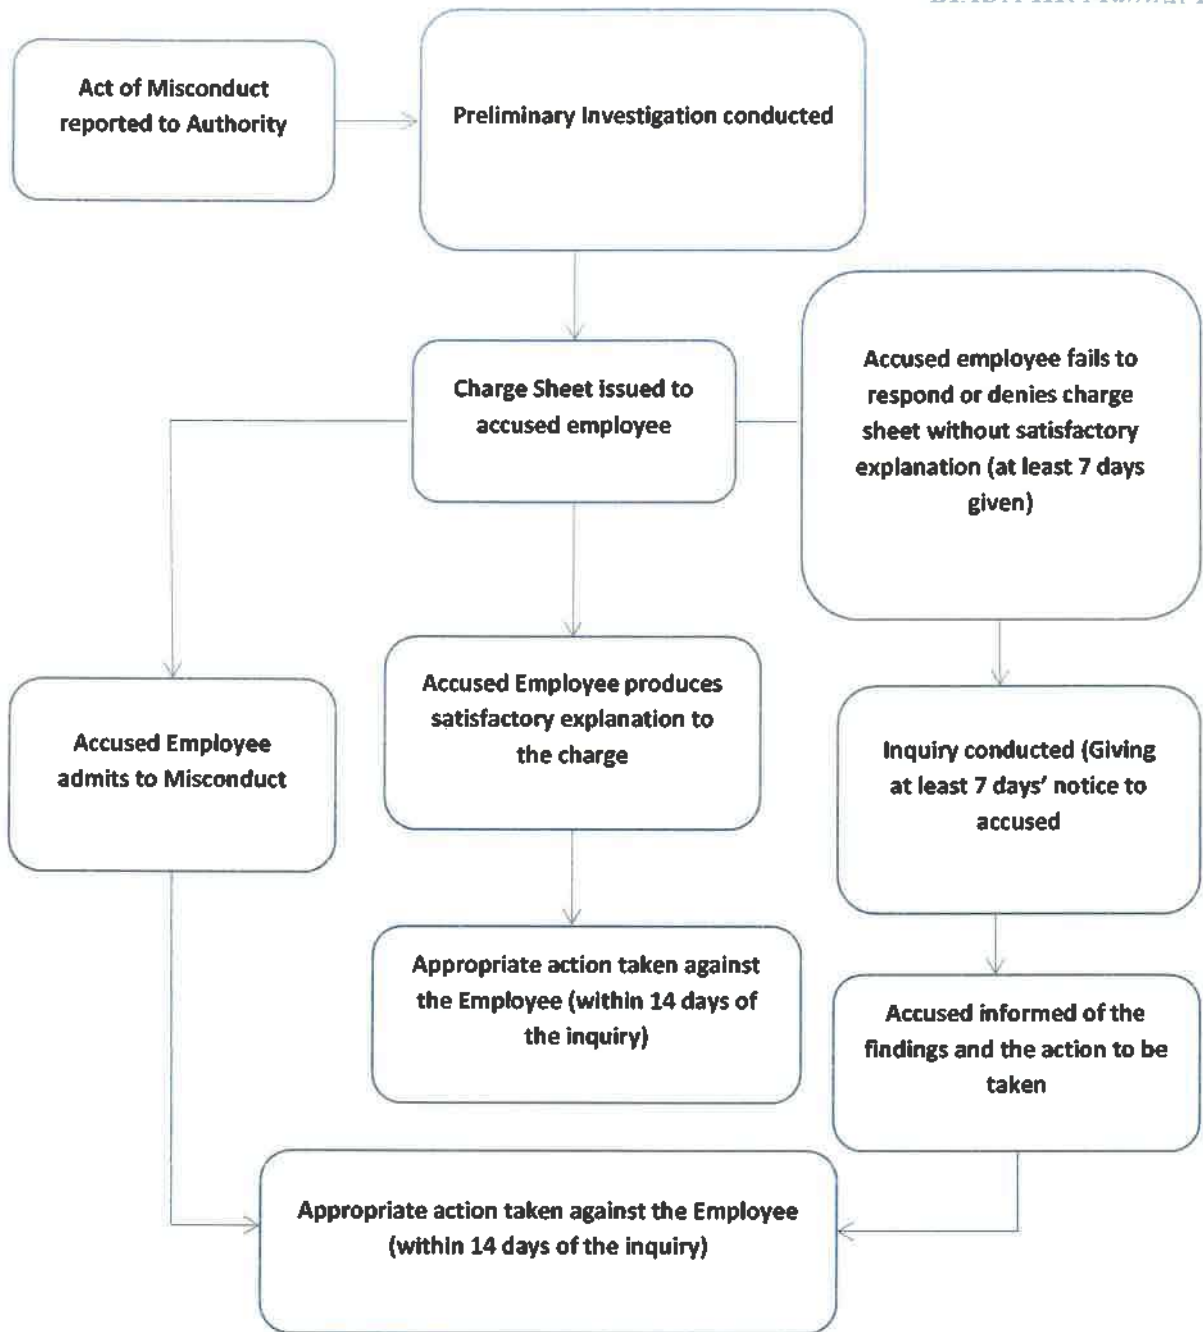 Act of Misconduct
reported to Authority
Preliminary Investigation conducted
Charge Sheet issued to
accused employee
Accused employee fails to
respond or denies charge
sheet without satisfactory
explanation (at least 7 days
given)
Accused Employee
admits to Misconduct
Accused Employee produces
satisfactory explanation to
the charge
Inquiry conducted (Giving
at least 7 days' notice to
accused
Appropriate action taken against
the Employee (within 14 days of
the inquiry)
Accused informed of the
findings and the action to be
taken
Appropriate action taken against the Employee
(within 14 days of the inquiry)